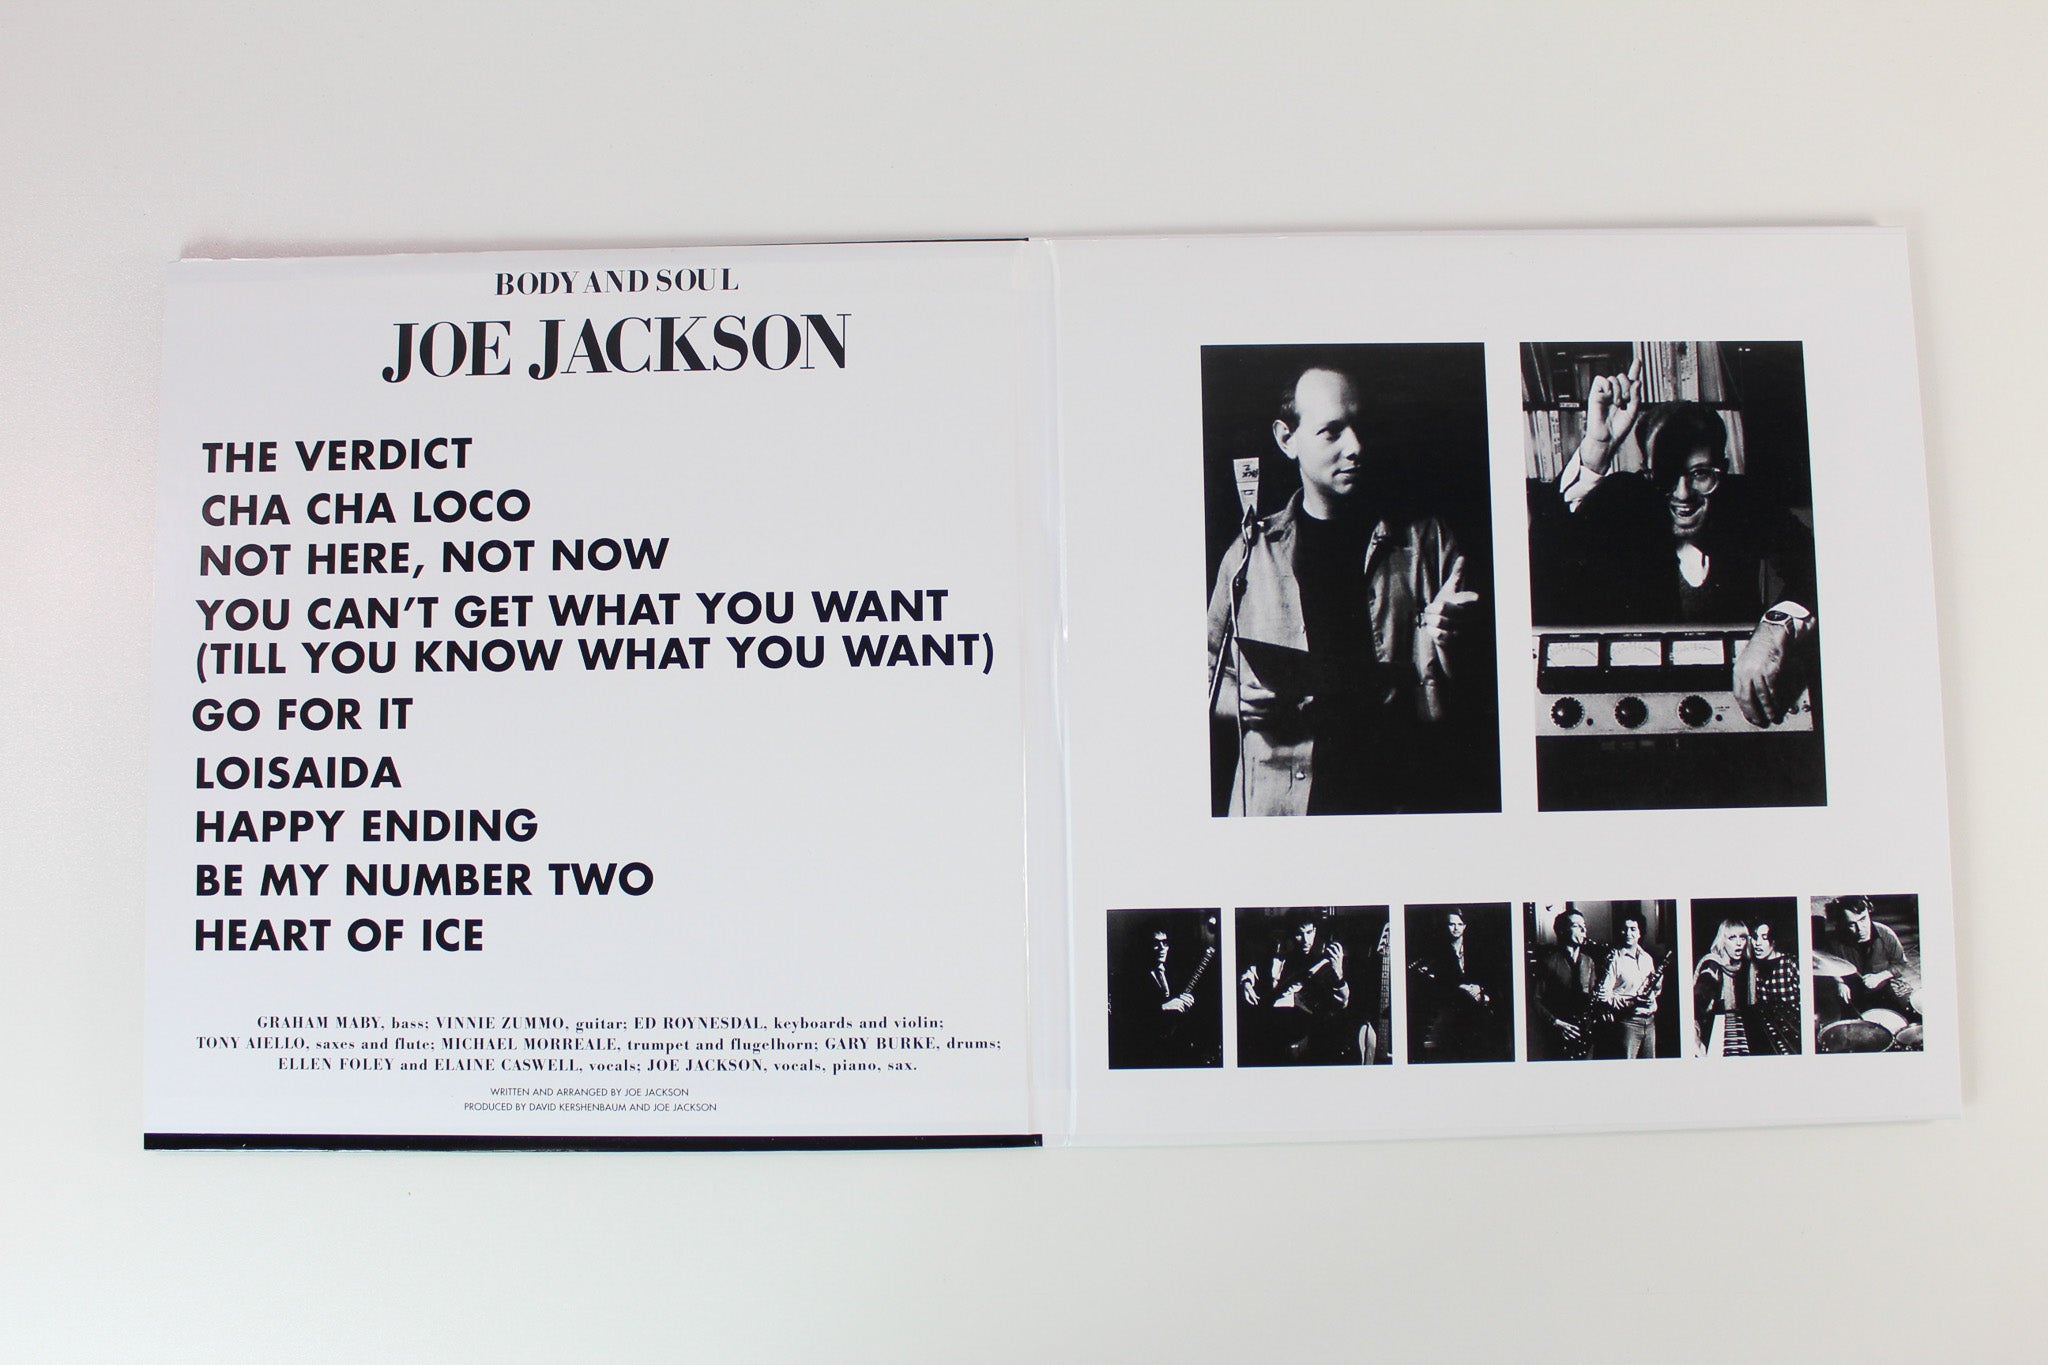 BODY AND SOUL
JOE JACKSON
THE VERDICT
CHA CHA LOCO
NOT HERE, NOT NOW
YOU CAN'T GET WHAT YOU WANT
(TILL YOU KNOW WHAT YOU WANT)
GO FOR IT
LOISAIDA
HAPPY ENDING
BE MY NUMBER TWO
HEART OF ICE
GRAHAM MABY, bass; VINNIE ZUMMO, guitar; ED ROYNESDAL, keyboards and violin;
TONY AIELLO, saxes and flute; MICHAEL MORREALE, trumpet and flugelhorn; GARY BURKE, drums;
ELLEN FOLEY and ELAINE CASWELL, vocals; JOE JACKSON, vocals, piano, sax.
WRITTEN AND ARRANGED BY JOE JACKSON
PRODUCED BY DAVID KERSHENBAUM AND JOE JACKSON